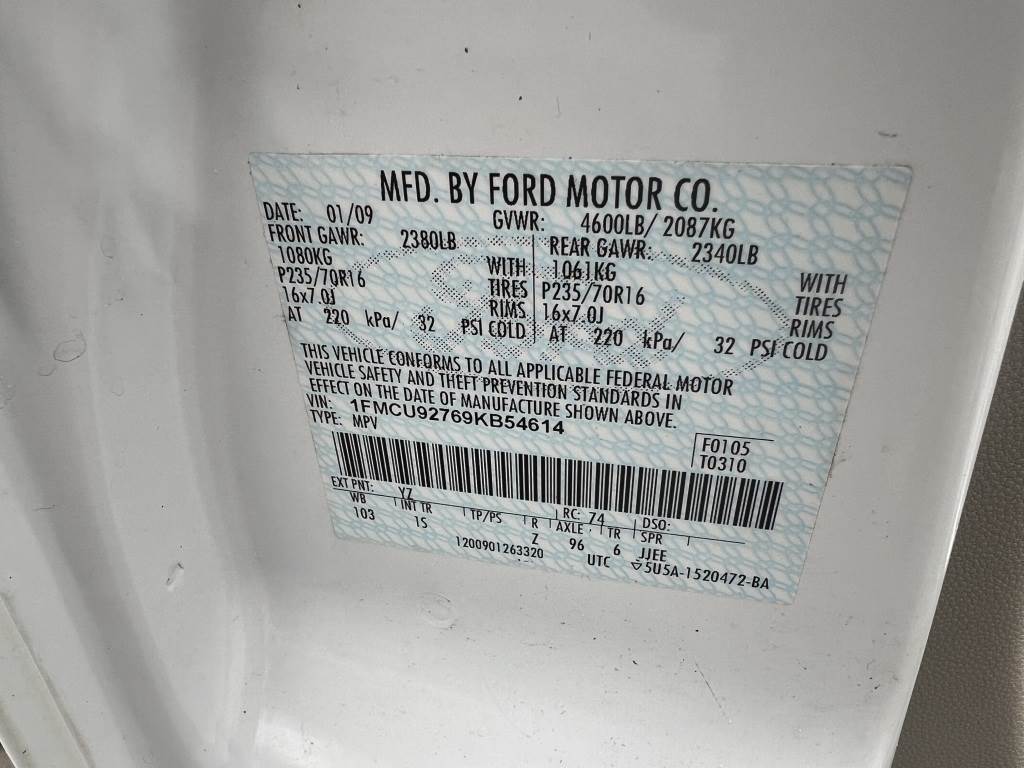 MFD. BY FORD MOTOR CO.
DATE: 01/09 GVWR: 4600LB/ 2087KG
FRONT GAWR: 2380LB REAR GAWR: 2340LB
1080KG WITH 1061KG WITH
P235/70R16 TIRES P235/70R16 TIRES
16x7.0J RIMS 16x7.0J RIMS
AT 220 kPa/ 32 PSI COLD AT 220 kPa/ 32 PSI COLD
THIS VEHICLE CONFORMS TO ALL APPLICABLE FEDERAL MOTOR
VEHICLE SAFETY AND THEFT PREVENTION STANDARDS IN
EFFECT ON THE DATE OF MANUFACTURE SHOWN ABOVE.
VIN: 1FMCU92769KB54614
TYPE: MPV
F0105
T0310
EXT PNT: YZ RC: 74 DSO:
WB INT TR TP/PS R AXLE TR SPR
103 1S Z 96 6 JJEE
1200901263320 UTC ▽5U5A-1520472-BA